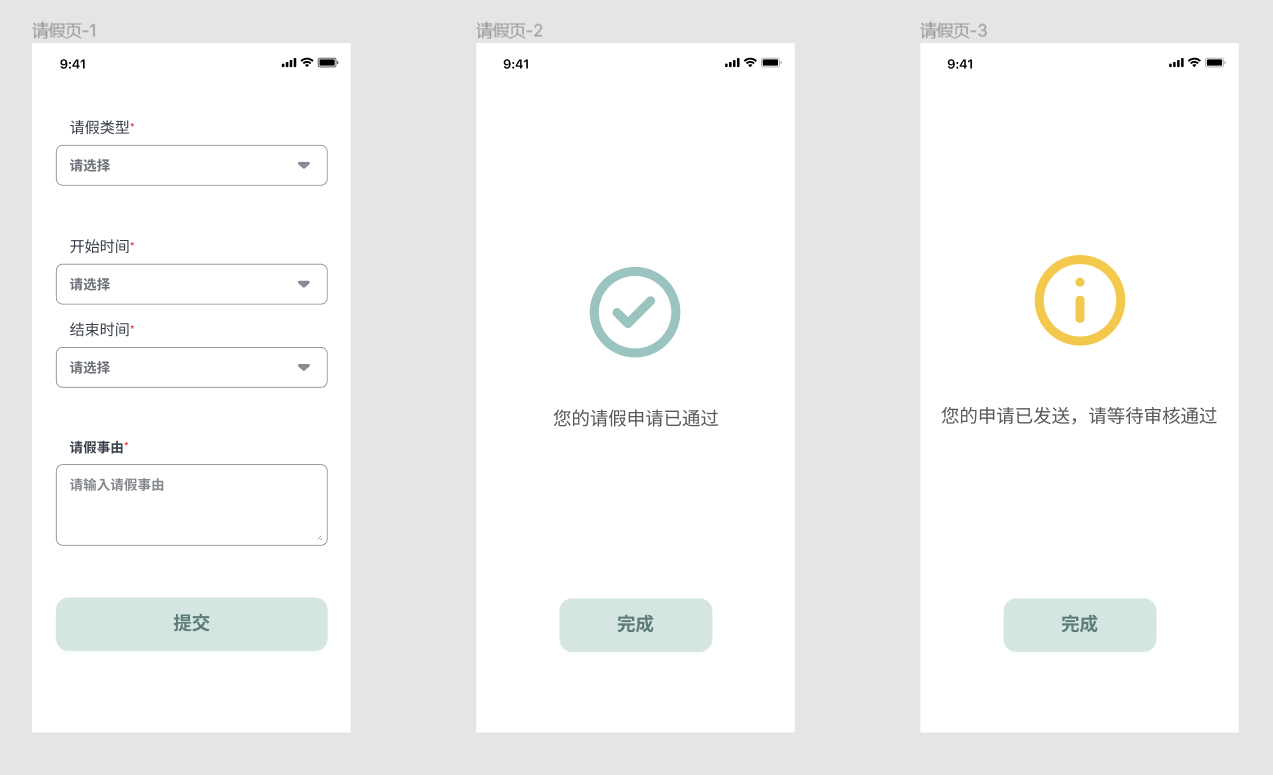 请假页-1
9:41
请假类型*
请选择
开始时间*
请选择
结束时间*
请选择
请假事由*
请输入请假事由
提交
请假页-2
9:41
您的请假申请已通过
完成
请假页-3
9:41
您的申请已发送，请等待审核通过
完成